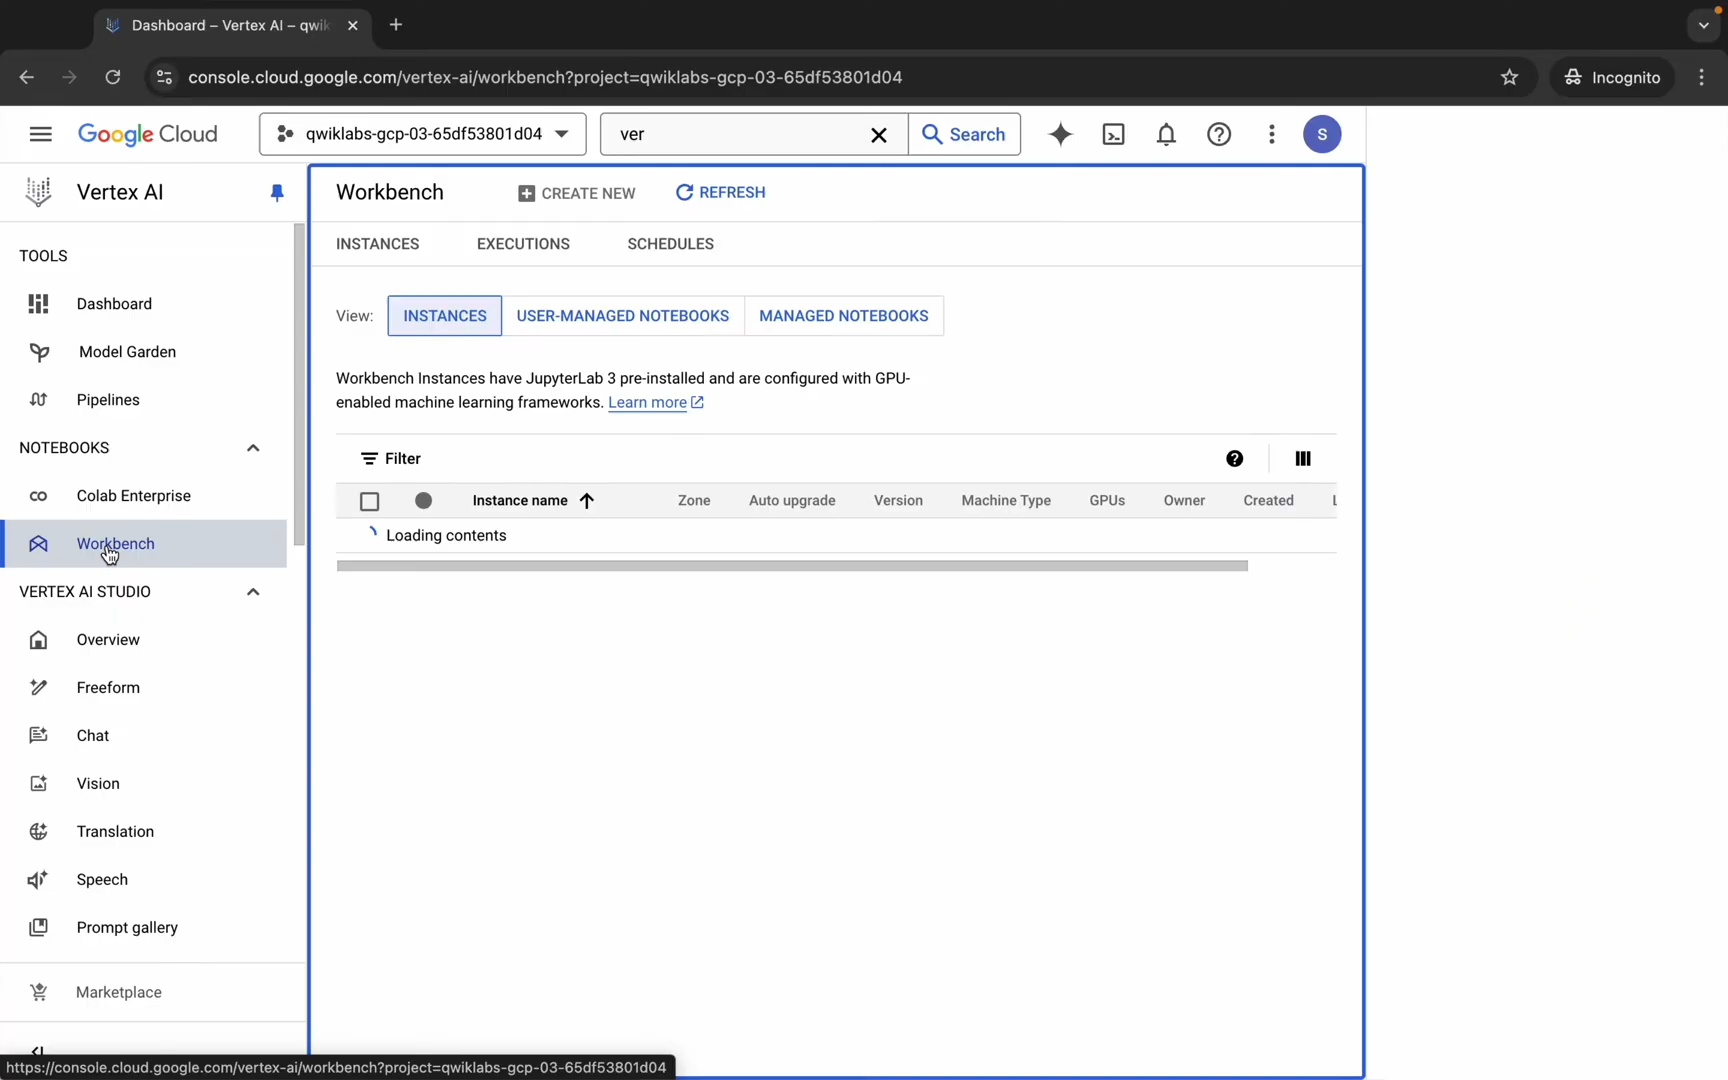 Dashboard – Vertex AI – qwik
console.cloud.google.com/vertex-ai/workbench?project=qwiklabs-gcp-03-65df53801d04
Incognito
Google Cloud
qwiklabs-gcp-03-65df53801d04
ver
Search
S
Vertex AI
Workbench
CREATE NEW
REFRESH
TOOLS
Dashboard
Model Garden
Pipelines
NOTEBOOKS
Colab Enterprise
Workbench
VERTEX AI STUDIO
Overview
Freeform
Chat
Vision
Translation
Speech
Prompt gallery
Marketplace
INSTANCES EXECUTIONS SCHEDULES
View: INSTANCES USER-MANAGED NOTEBOOKS MANAGED NOTEBOOKS
Workbench Instances have JupyterLab 3 pre-installed and are configured with GPU-
enabled machine learning frameworks. Learn more
Filter
Instance name Zone Auto upgrade Version Machine Type GPUs Owner Created
Loading contents
https://console.cloud.google.com/vertex-ai/workbench?project=qwiklabs-gcp-03-65df53801d04